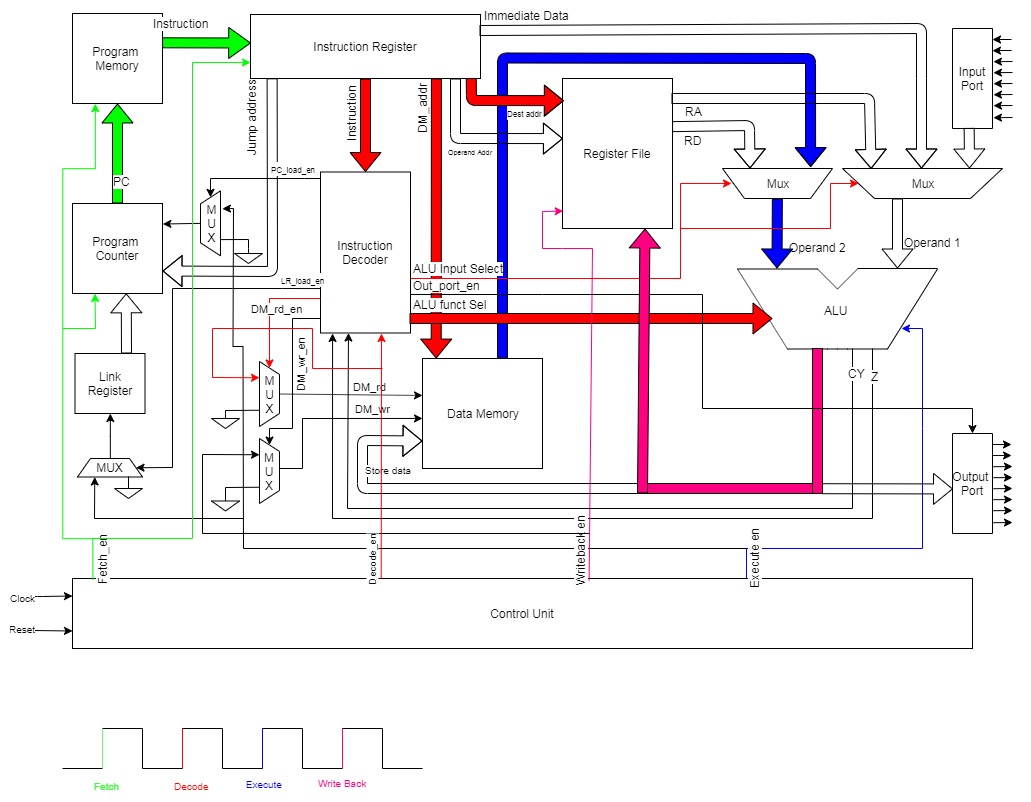 Immediate Data
Instruction
Program
Memory
Instruction Register
Input
Port
Jump address
Instruction
DM_addr
Dest addr
Operand Addr
RA
RD
Register File
PC
PC_load_en
Mux
Mux
M
U
X
Program
Counter
Instruction
Decoder
Operand 2
Operand 1
ALU Input Select
LR_load_en
Out_port_en
DM_rd_en
ALU funct Sel
ALU
DM_wr_en
Link
Register
M
U
X
CY
Z
DM_rd
DM_wr
Data Memory
MUX
M
U
X
Store data
Output
Port
Fetch_en
Decode_en
Writeback en
Execute en
Clock
Reset
Control Unit
Fetch
Decode
Execute
Write Back